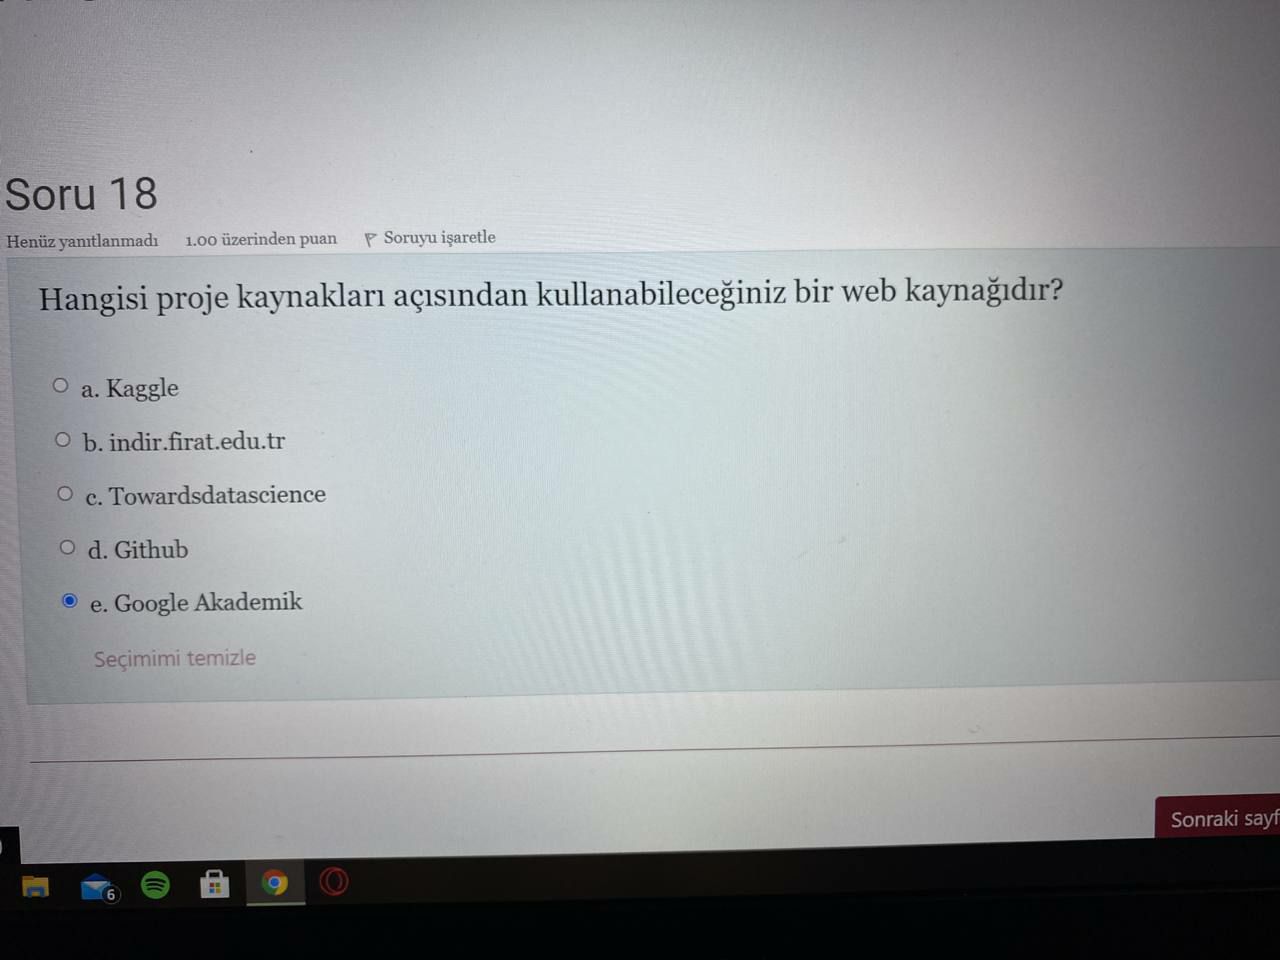 Soru 18
Henüz yanıtlanmadı 1.00 üzerinden puan Soruyu işaretle
Hangisi proje kaynakları açısından kullanabileceğiniz bir web kaynağıdır?
a. Kaggle
b. indir.firat.edu.tr
c. Towardsdatascience
d. Github
e. Google Akademik
Seçimimi temizle
Sonraki sayf
6